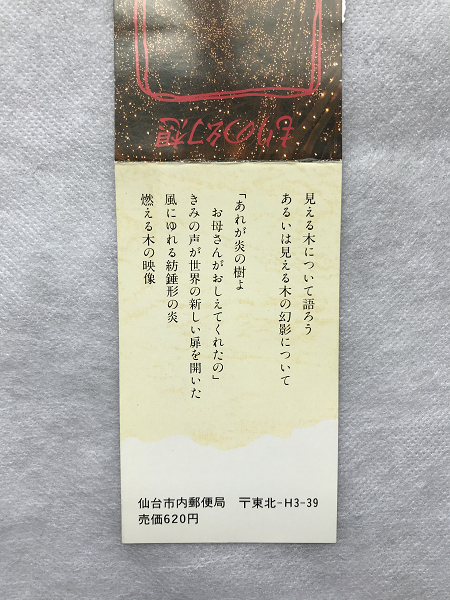 もりの幻想
見える木について語ろう
あるいは見える木の幻影について
「あれが炎の樹よ
お母さんがおしえてくれたの」
きみの声が世界の新しい扉を開いた
風にゆれる紡錘形の炎
燃える木の映像
仙台市内郵便局 〒東北-H3-39
売価620円